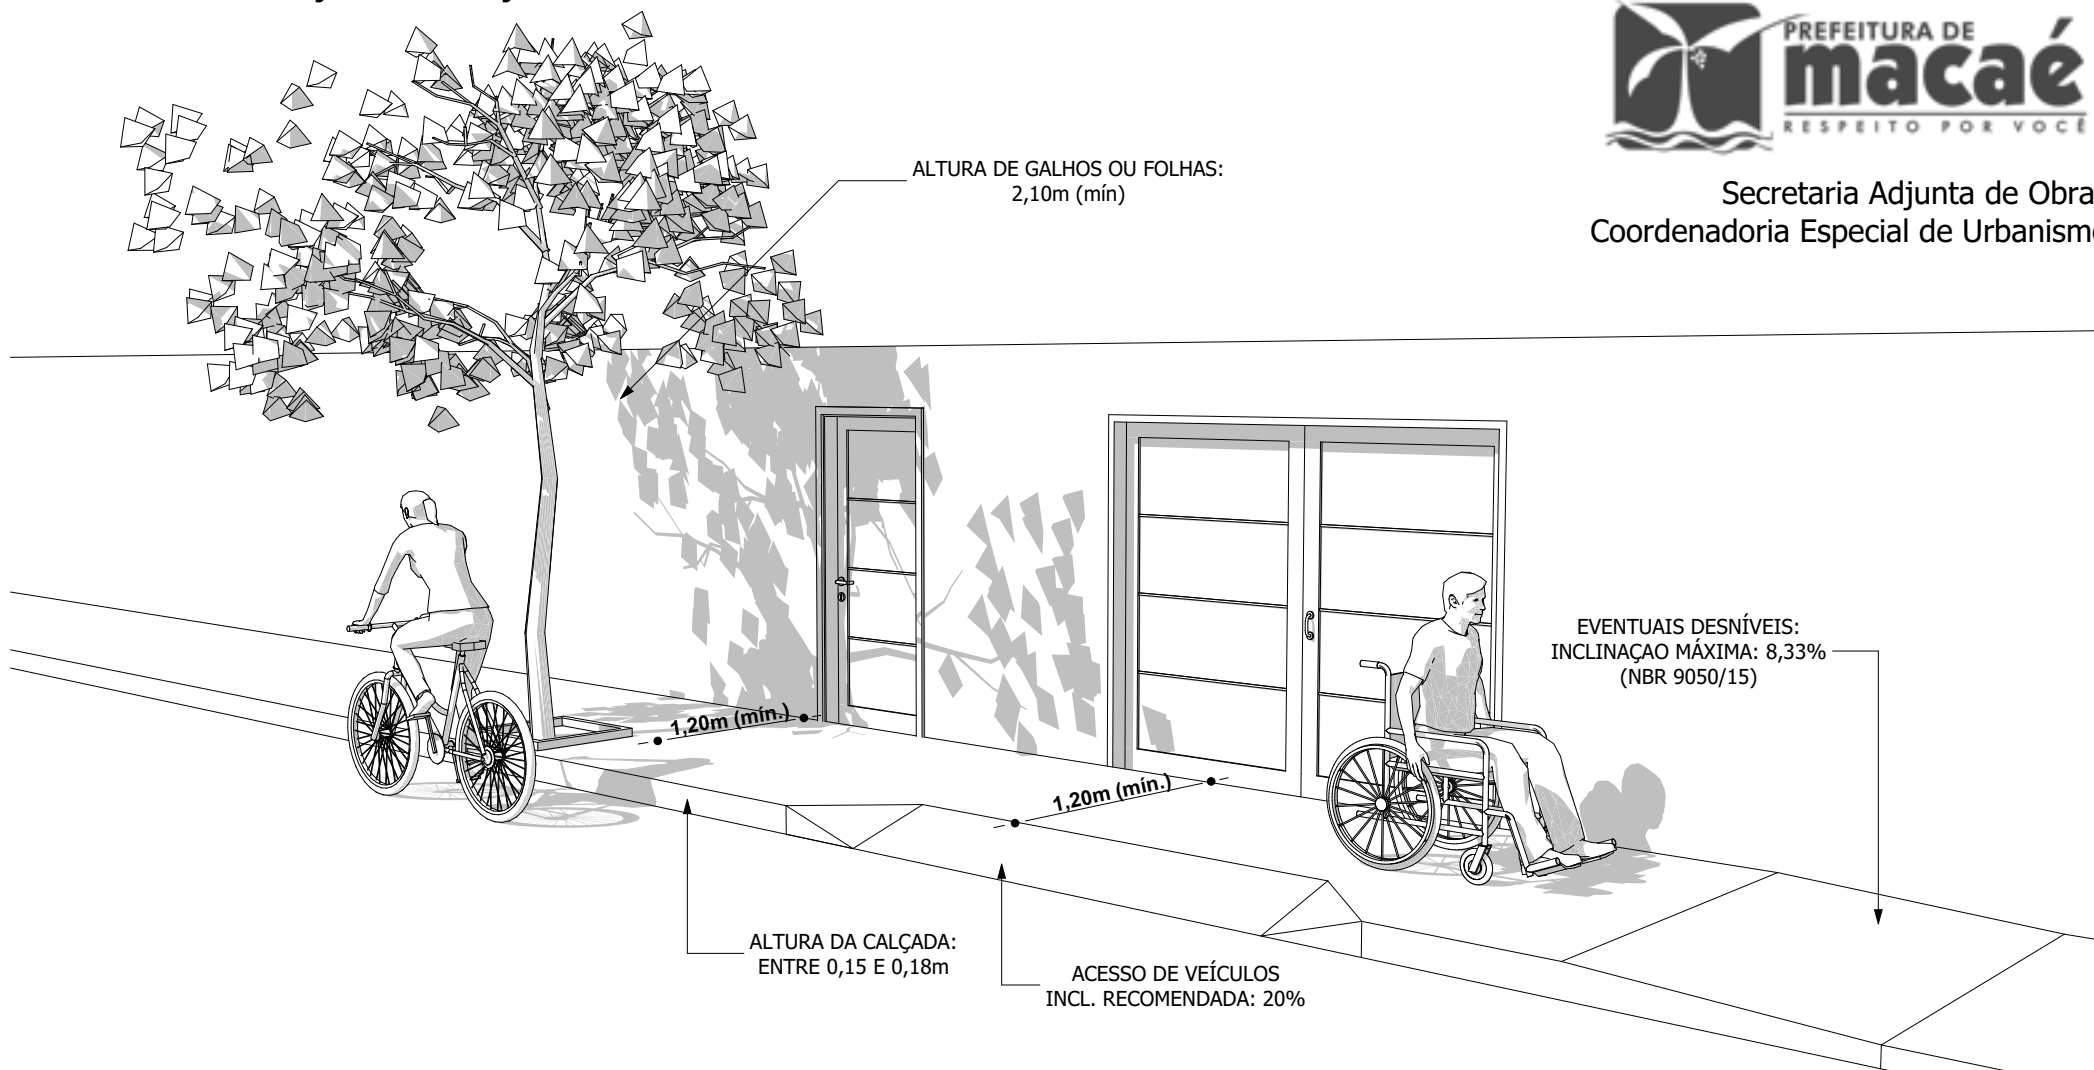 PREFEITURA DE
macaé
RESPEITO POR VOCÊ
Secretaria Adjunta de Obra
Coordenadoria Especial de Urbanismo
ALTURA DE GALHOS OU FOLHAS:
2,10m (mín)
EVENTUAIS DESNÍVEIS:
INCLINAÇAO MÁXIMA: 8,33%
(NBR 9050/15)
1,20m (mín.)
1,20m (mín.)
ALTURA DA CALÇADA:
ENTRE 0,15 E 0,18m
ACESSO DE VEÍCULOS
INCL. RECOMENDADA: 20%